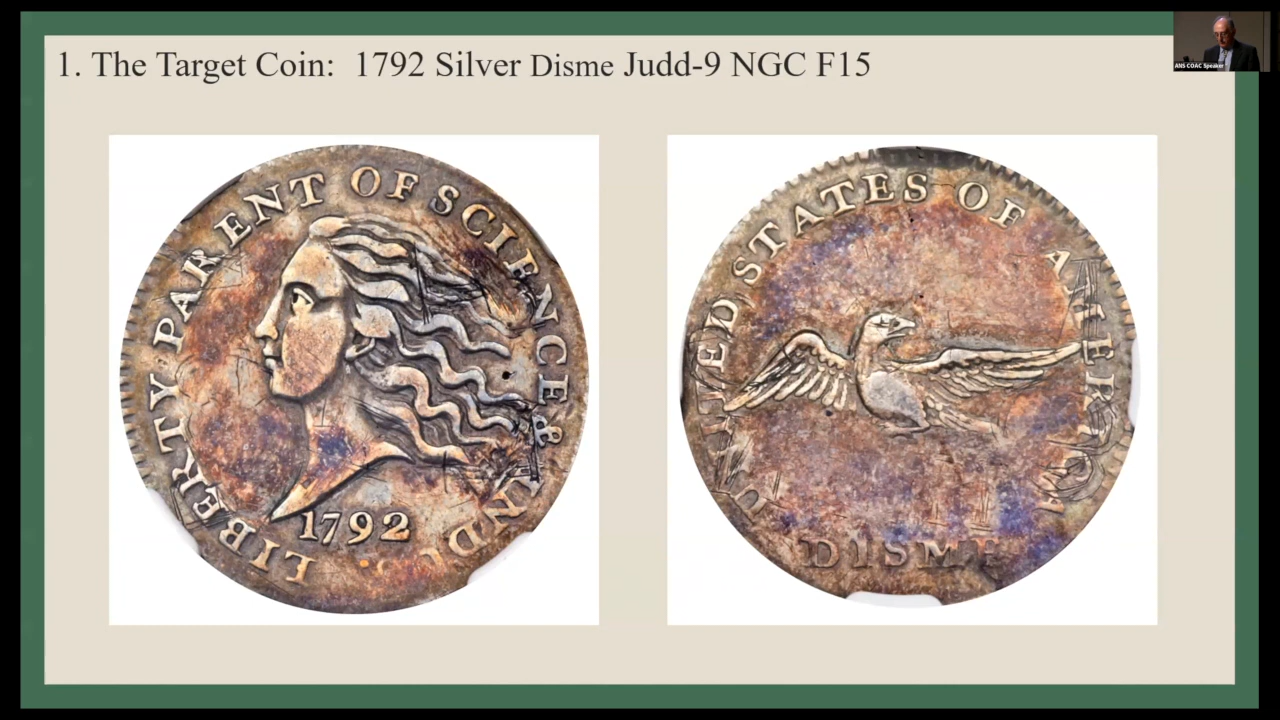 1. The Target Coin: 1792 Silver Disme Judd-9 NGC F15
ANS COAC Speaker
LIBERTY PARENT OF SCIENCE & INDU
1792
UNITED STATES OF AMERICA
DISME